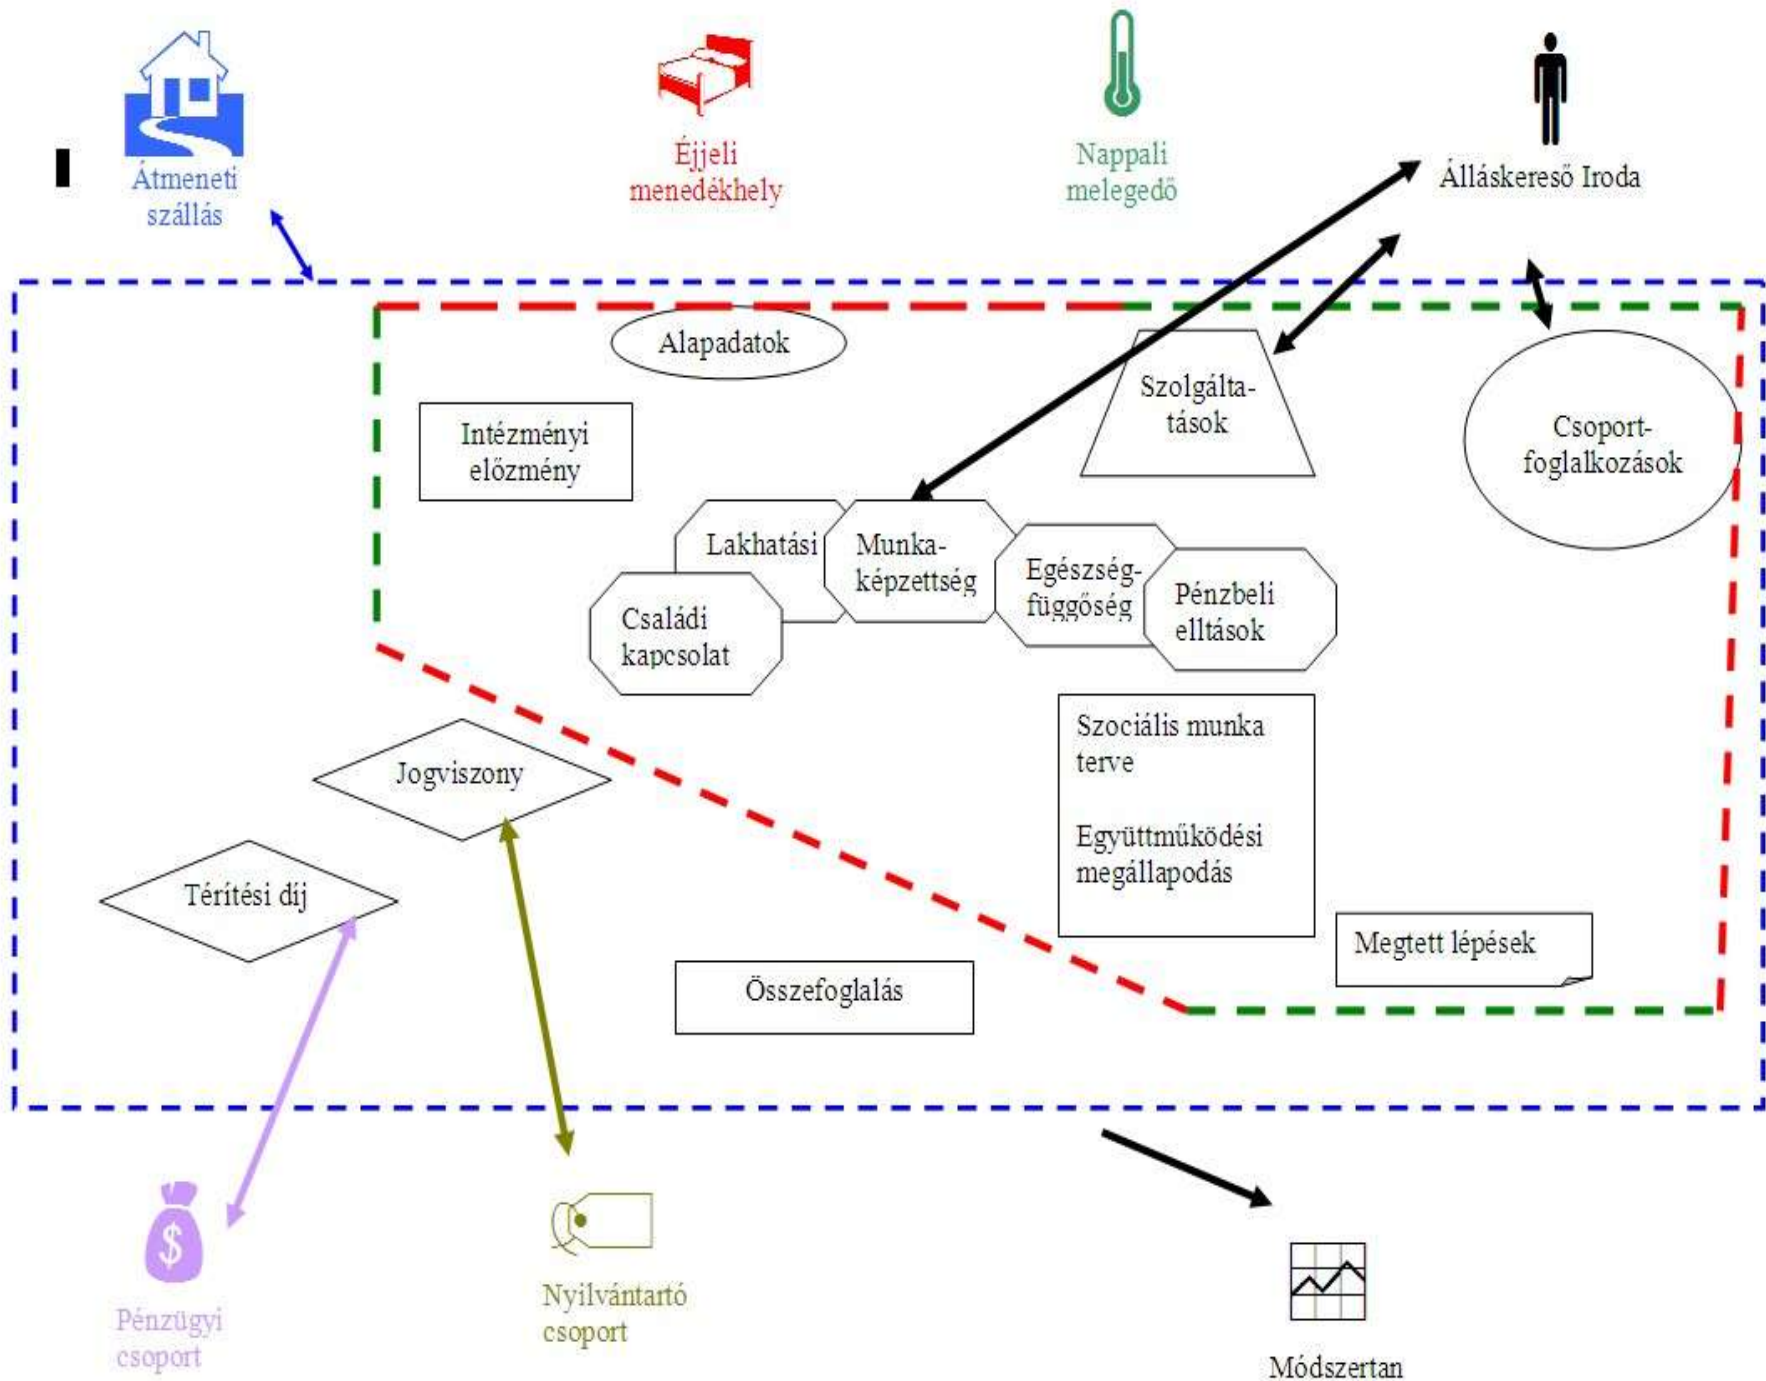 Átmeneti
szállás
Éjjeli
menedékhely
Nappali
melegedő
Álláskereső Iroda
Alapadatok
Szolgálta-
tások
Csoport-
foglalkozások
Intézményi
előzmény
Lakhatási
Munka-
képzettség
Egészség-
függőség
Pénzbeli
elltások
Családi
kapcsolat
Szociális munka
terve
Együttműködési
megállapodás
Jogviszony
Térítési díj
Megtett lépések
Összefoglalás
$
Pénzügyi
csoport
Nyilvántartó
csoport
Módszertan